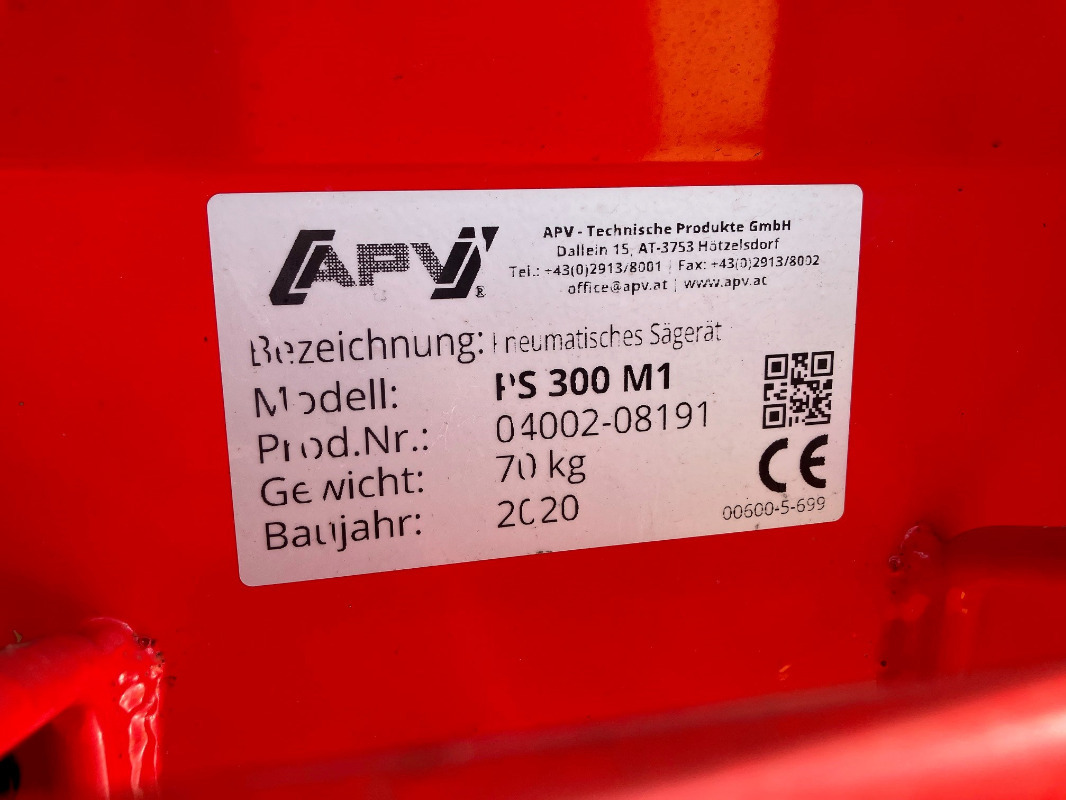 APV®
APV - Technische Produkte GmbH
Dallein 15, AT-3753 Hötzelsdorf
Tel.: +43(0)2913/8001 | Fax: +43(0)2913/8002
office@apv.at | www.apv.at
Bezeichnung: Pneumatisches Sägerät
Modell: PS 300 M1
Prod.Nr.: 04002-08191
Gewicht: 70 kg
Baujahr: 2020
CE
00600-5-699